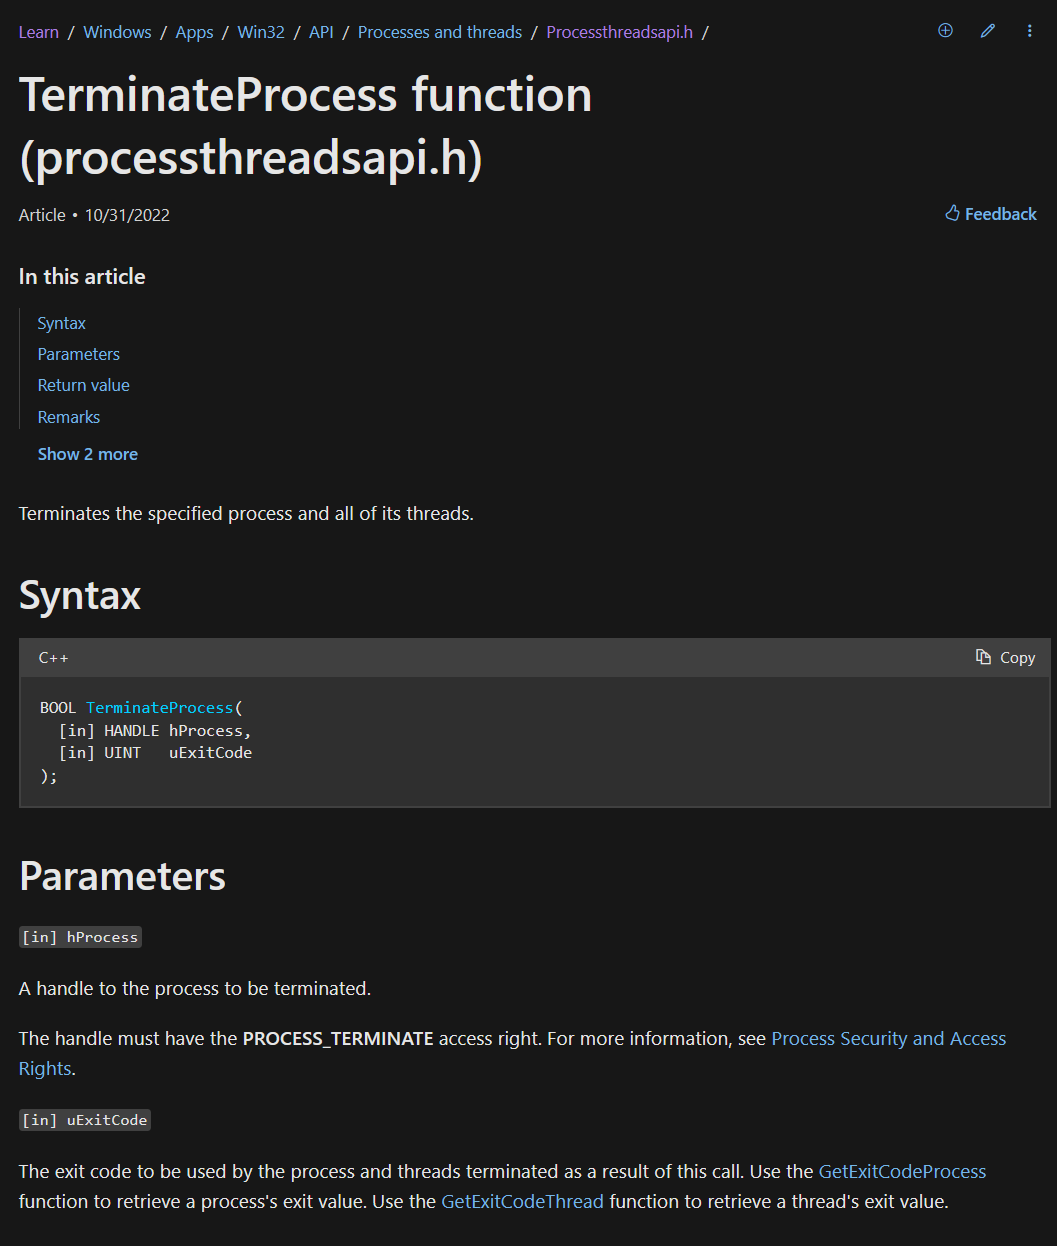 Learn / Windows / Apps / Win32 / API / Processes and threads / Processthreadsapi.h /
TerminateProcess function
(processthreadsapi.h)
Article • 10/31/2022
Feedback
In this article
Syntax
Parameters
Return value
Remarks
Show 2 more
Terminates the specified process and all of its threads.
Syntax
C++
Copy
BOOL TerminateProcess(
  [in] HANDLE hProcess,
  [in] UINT   uExitCode
);
Parameters
[in] hProcess
A handle to the process to be terminated.
The handle must have the PROCESS_TERMINATE access right. For more information, see Process Security and Access
Rights.
[in] uExitCode
The exit code to be used by the process and threads terminated as a result of this call. Use the GetExitCodeProcess
function to retrieve a process's exit value. Use the GetExitCodeThread function to retrieve a thread's exit value.